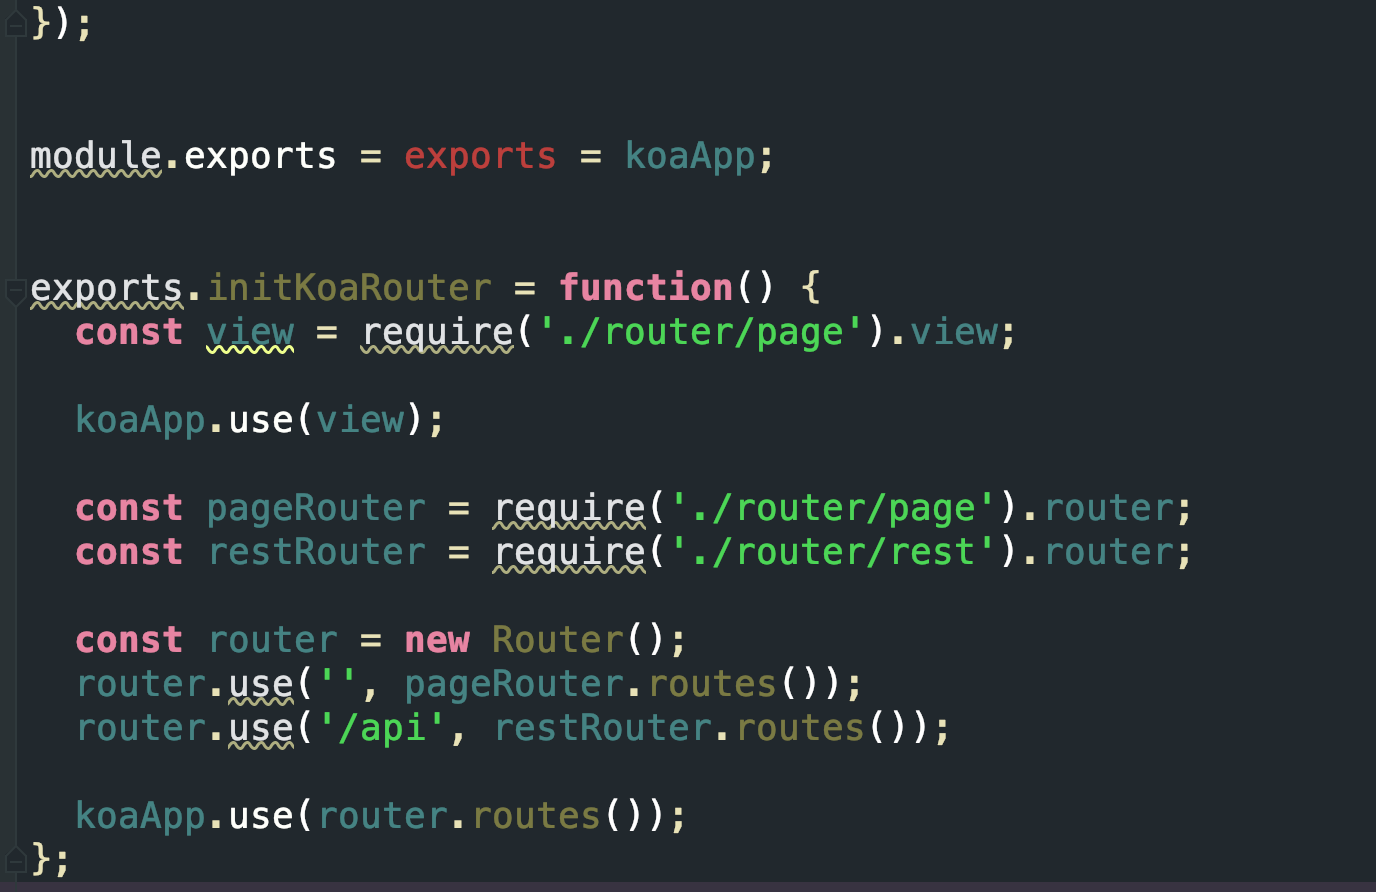 });
module.exports = exports = koaApp;
exports.initKoaRouter = function() {
const view = require('./router/page').view;
koaApp.use(view);
const pageRouter = require('./router/page').router;
const restRouter = require('./router/rest').router;
const router = new Router();
router.use('', pageRouter.routes());
router.use('/api', restRouter.routes());
koaApp.use(router.routes());
};